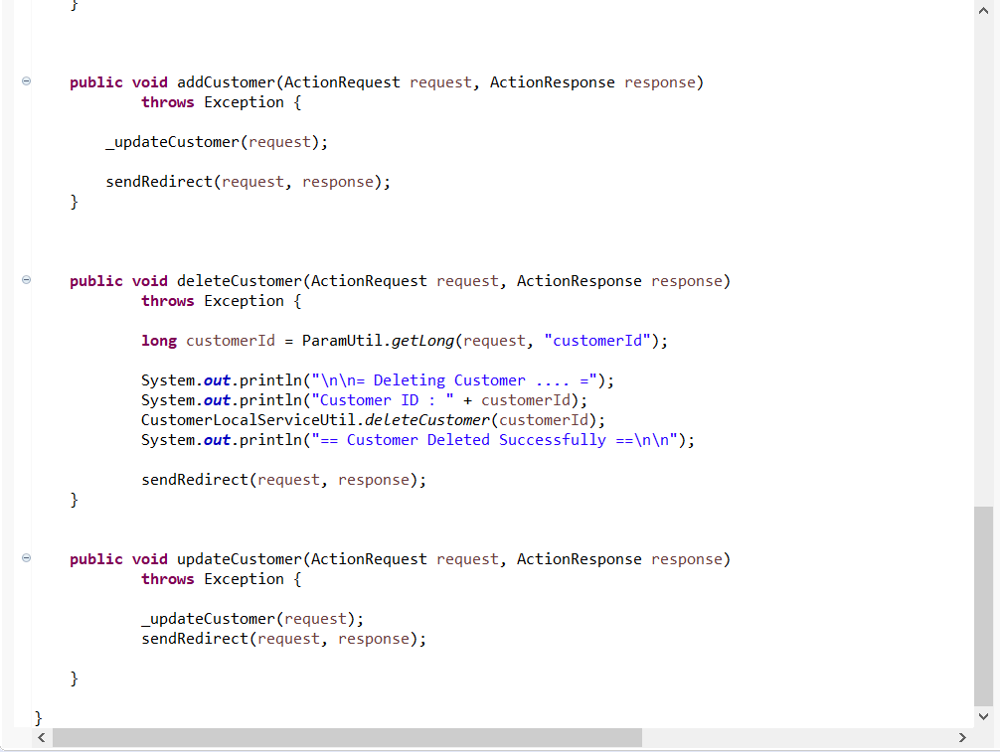 }
public void addCustomer(ActionRequest request, ActionResponse response)
throws Exception {
_updateCustomer(request);
sendRedirect(request, response);
}
public void deleteCustomer(ActionRequest request, ActionResponse response)
throws Exception {
long customerId = ParamUtil.getLong(request, "customerId");
System.out.println("\n\n= Deleting Customer .... =");
System.out.println("Customer ID : " + customerId);
CustomerLocalServiceUtil.deleteCustomer(customerId);
System.out.println("== Customer Deleted Successfully ==\n\n");
sendRedirect(request, response);
}
public void updateCustomer(ActionRequest request, ActionResponse response)
throws Exception {
_updateCustomer(request);
sendRedirect(request, response);
}
}